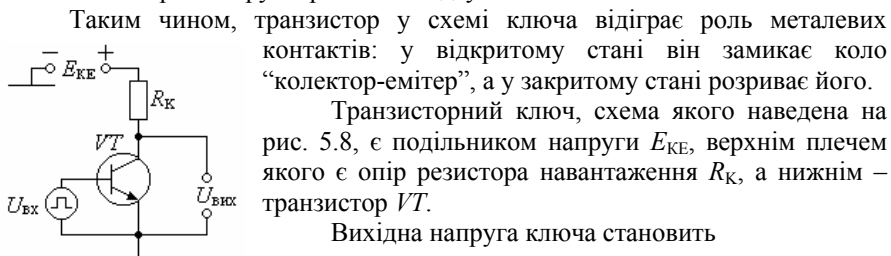 Таким чином, транзистор у схемі ключа відіграє роль металевих
контактів: у відкритому стані він замикає коло
“колектор-емітер”, а у закритому стані розриває його.
Транзисторний ключ, схема якого наведена на
рис. 5.8, є подільником напруги EКЕ, верхнім плечем
якого є опір резистора навантаження RК, а нижнім –
транзистор VT.
Вихідна напруга ключа становить
− +
EКЕ
RК
VT
Uвх
Uвих